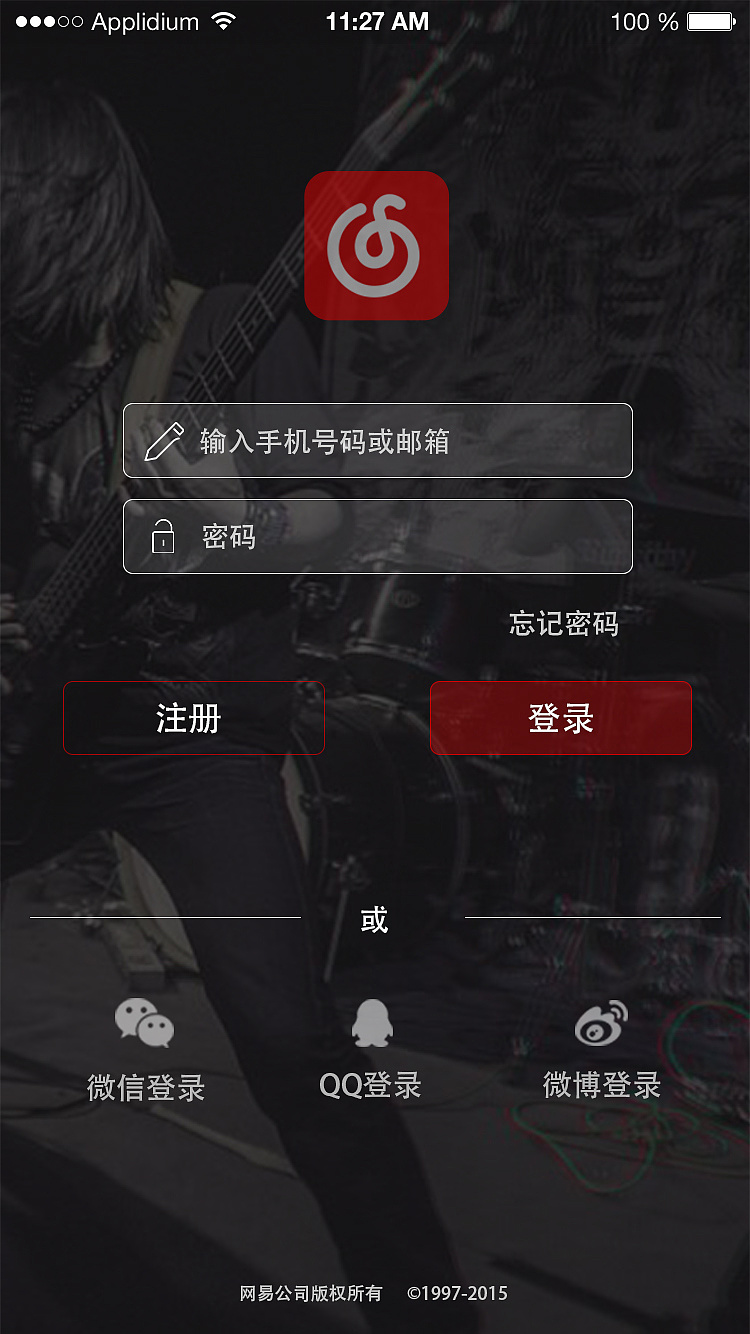 Applidium 11:27 AM 100 %
输入手机号码或邮箱
密码
忘记密码
注册 登录
或
微信登录 QQ登录 微博登录
网易公司版权所有 ©1997-2015